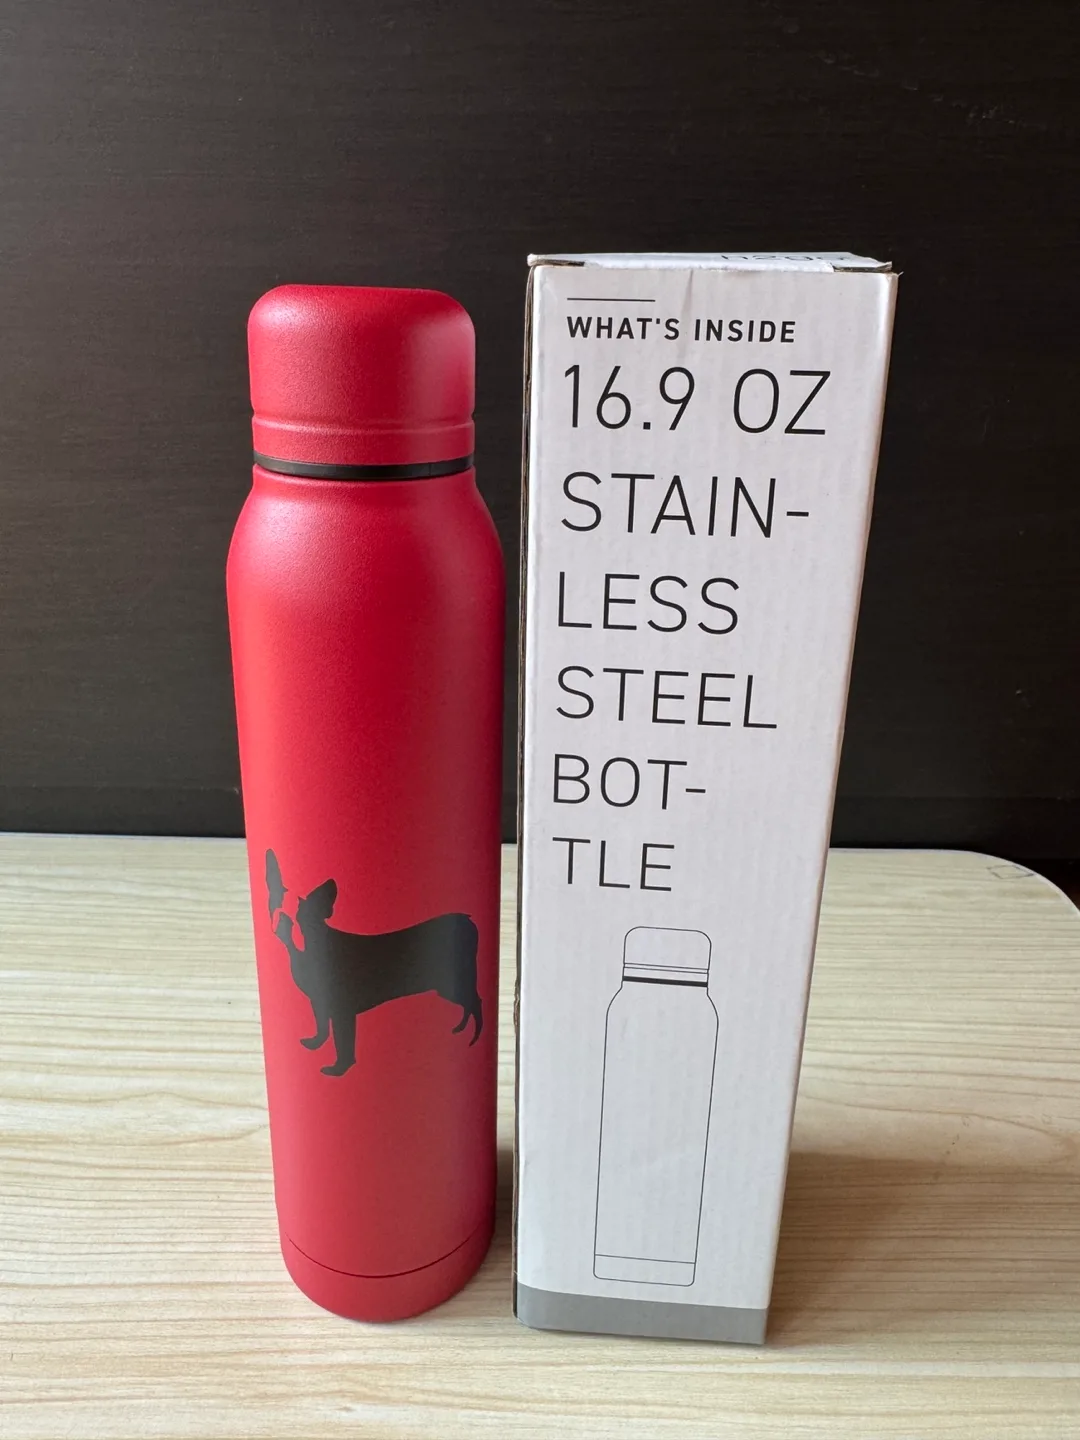 WHAT'S INSIDE
16.9 OZ
STAIN-
LESS
STEEL
BOT-
TLE